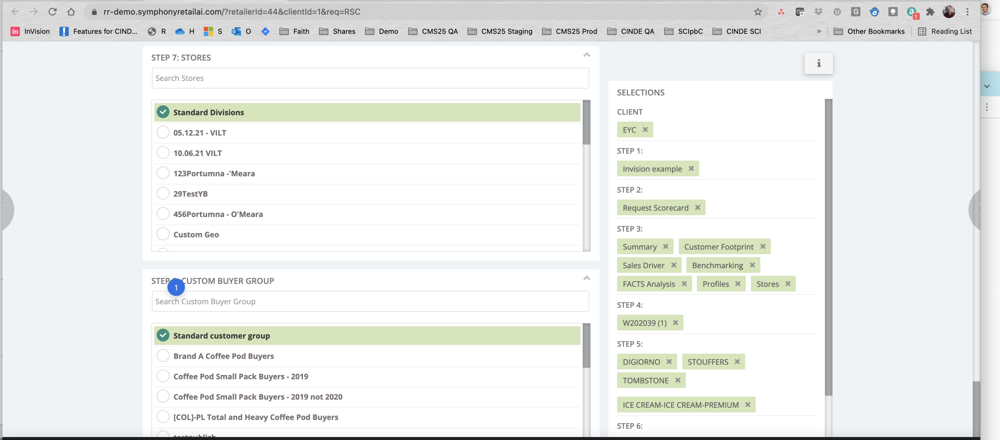 rr-demo.symphonyretailai.com/?retailerId=44&clientId=1&req=RSC
in InVision Features for CIND... R H S O Faith Shares Demo CMS25 QA CMS25 Staging CMS25 Prod CINDE QA SCIpbC CINDE SCI » Other Bookmarks Reading List
STEP 7: STORES
Search Stores
Standard Divisions
05.12.21 - VILT
10.06.21 VILT
123Portumna -'Meara
29TestYB
456Portumna - O'Meara
Custom Geo
STEP CUSTOM BUYER GROUP
1
Search Custom Buyer Group
Standard customer group
Brand A Coffee Pod Buyers
Coffee Pod Small Pack Buyers - 2019
Coffee Pod Small Pack Buyers - 2019 not 2020
[COL]-PL Total and Heavy Coffee Pod Buyers
i
SELECTIONS
CLIENT
EYC ×
STEP 1:
Invision example ×
STEP 2:
Request Scorecard ×
STEP 3:
Summary × Customer Footprint ×
Sales Driver × Benchmarking ×
FACTS Analysis × Profiles × Stores ×
STEP 4:
W202039 (1) ×
STEP 5:
DIGIORNO × STOUFFERS ×
TOMBSTONE ×
ICE CREAM-ICE CREAM-PREMIUM ×
STEP 6: